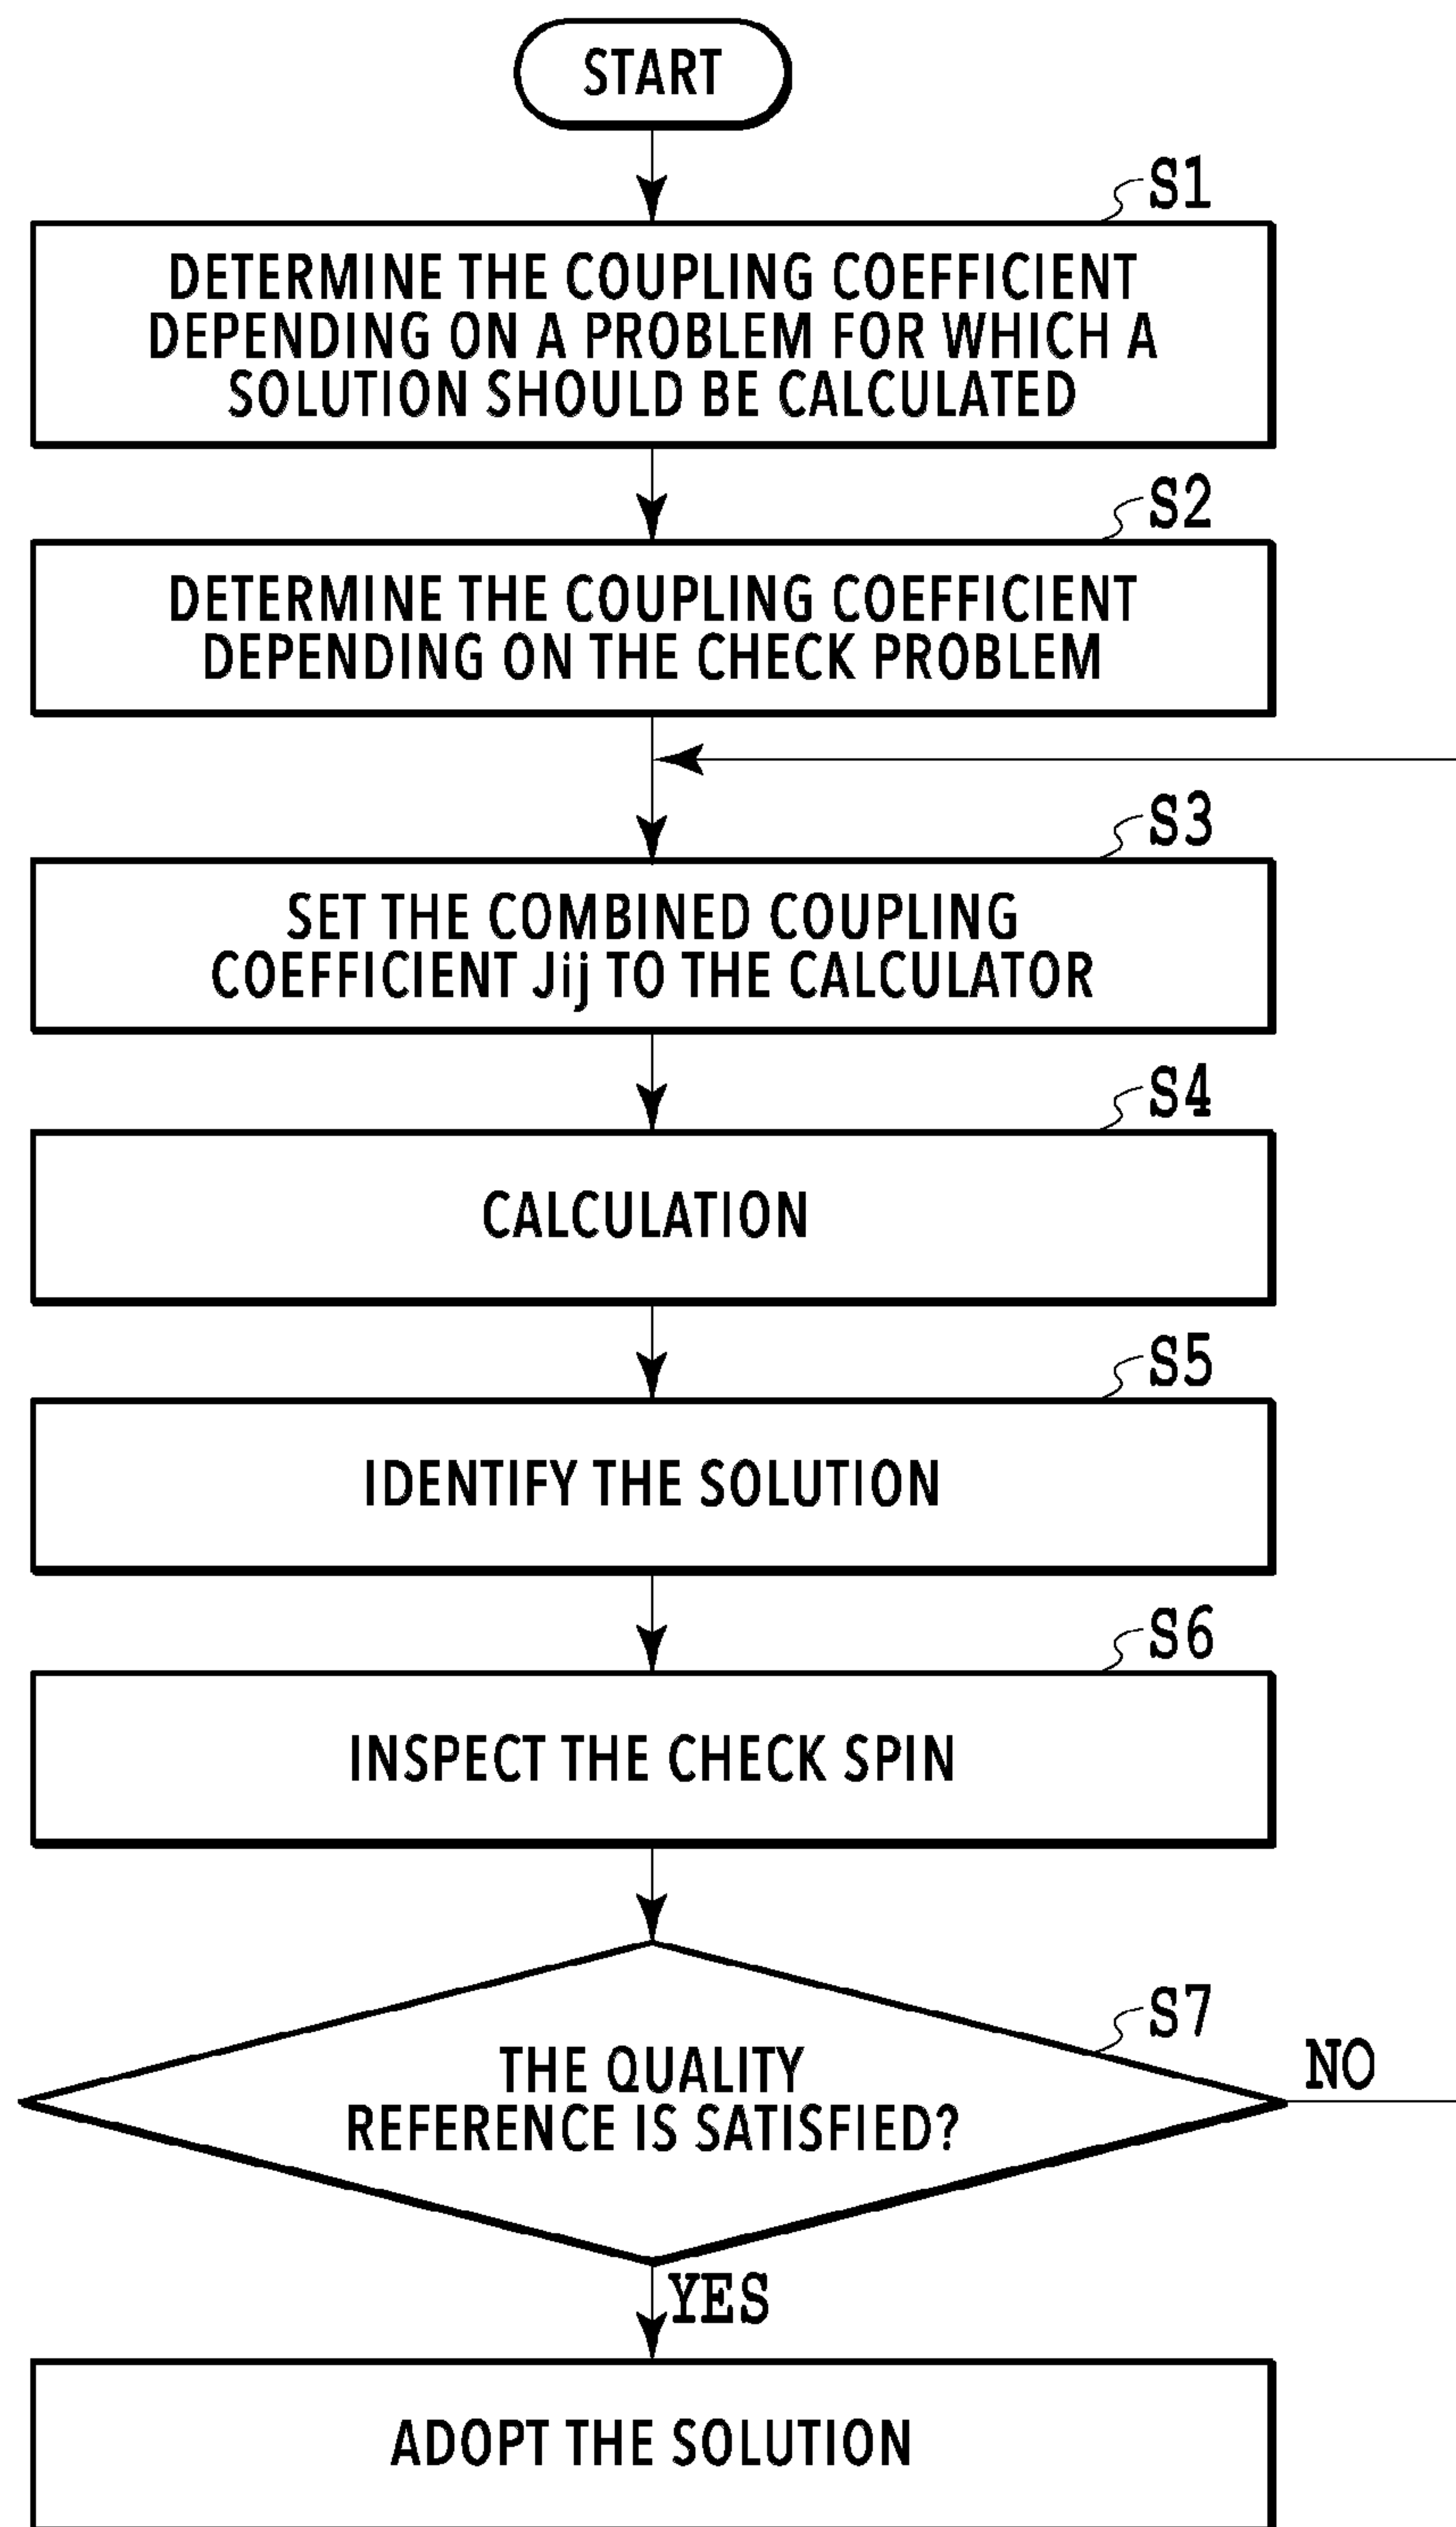 START
S1
DETERMINE THE COUPLING COEFFICIENT
DEPENDING ON A PROBLEM FOR WHICH A
SOLUTION SHOULD BE CALCULATED
S2
DETERMINE THE COUPLING COEFFICIENT
DEPENDING ON THE CHECK PROBLEM
S3
SET THE COMBINED COUPLING
COEFFICIENT Jij TO THE CALCULATOR
S4
CALCULATION
S5
IDENTIFY THE SOLUTION
S6
INSPECT THE CHECK SPIN
S7
THE QUALITY
REFERENCE IS SATISFIED?
NO
YES
ADOPT THE SOLUTION